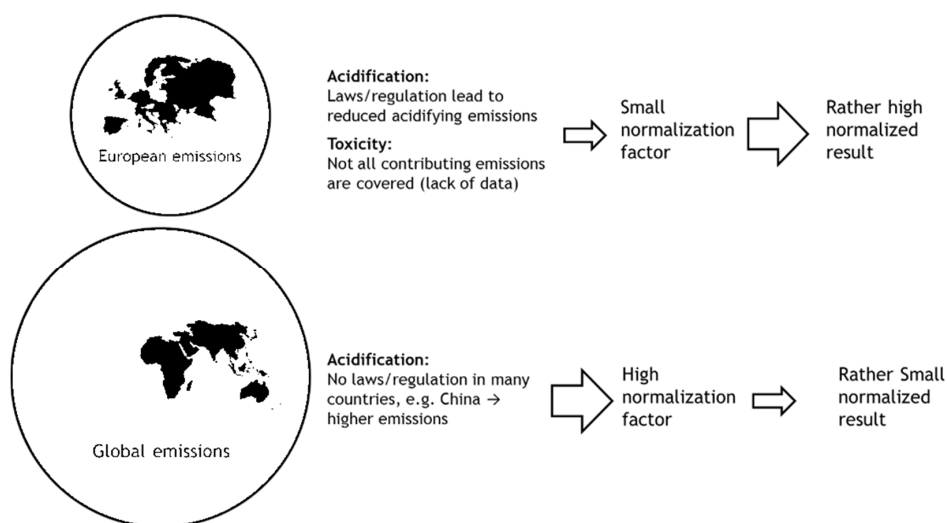 European emissions
Acidification:
Laws/regulation lead to
reduced acidifying emissions
Toxicity:
Not all contributing emissions
are covered (lack of data)
Small
normalization
factor
Rather high
normalized
result
Global emissions
Acidification:
No laws/regulation in many
countries, e.g. China →
higher emissions
High
normalization
factor
Rather Small
normalized
result